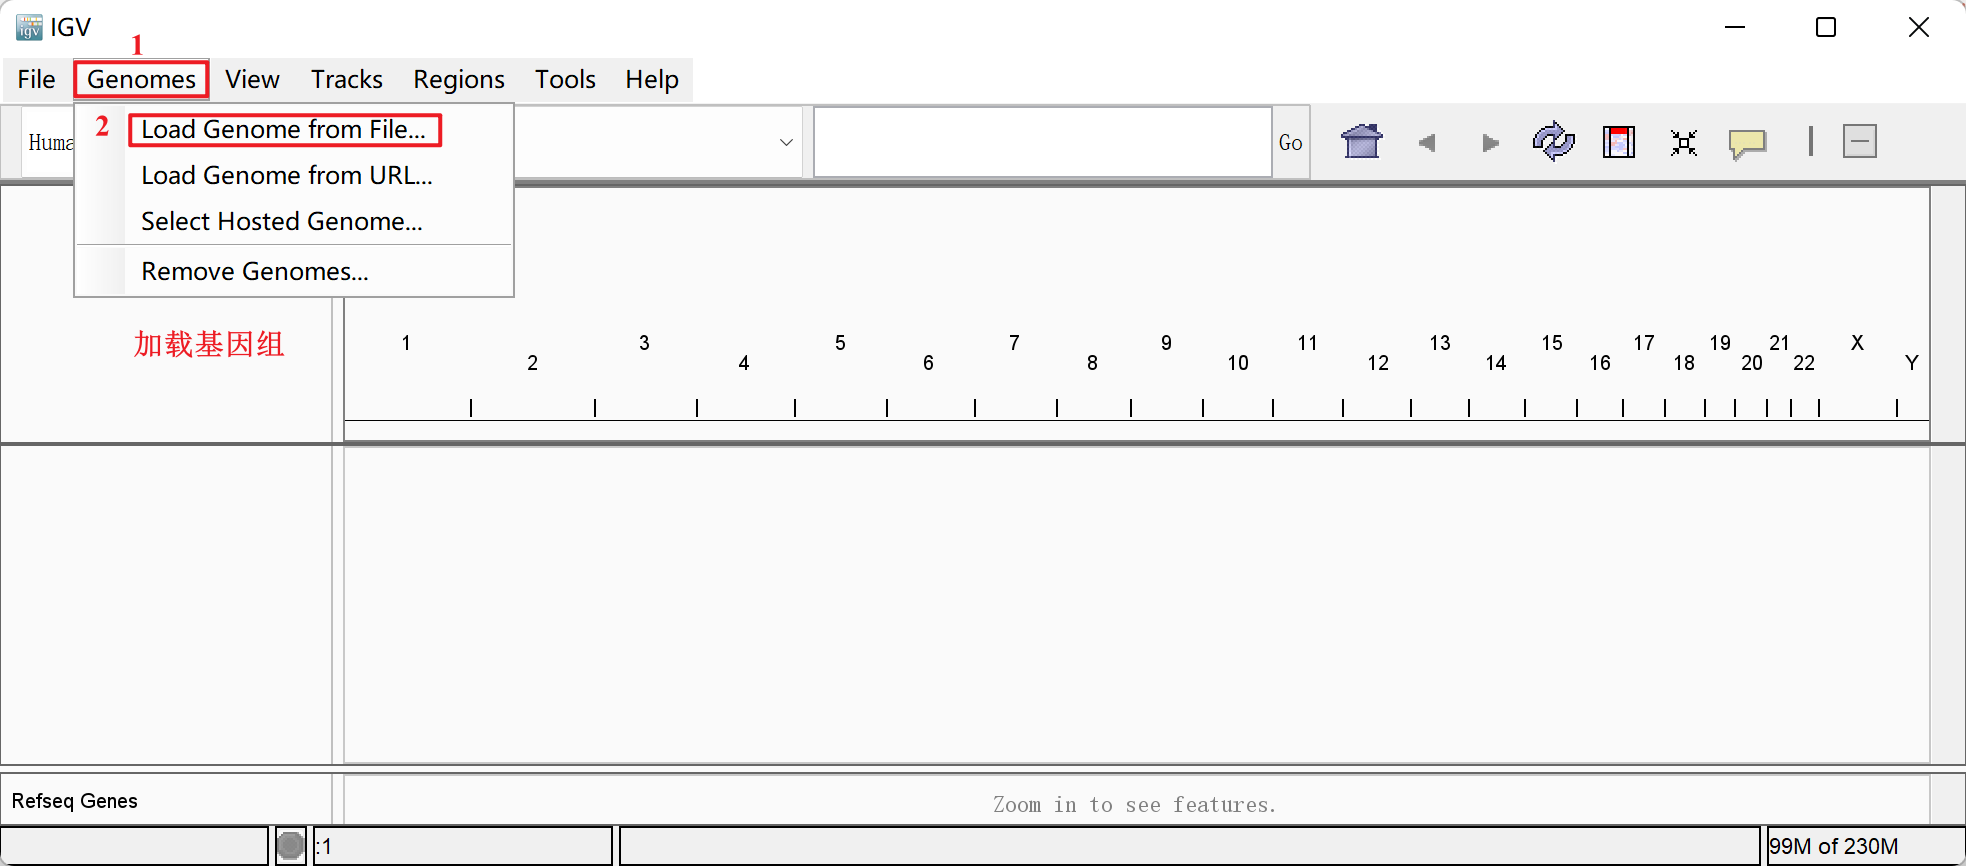 IGV
1
File Genomes View Tracks Regions Tools Help
2 Load Genome from File...
Huma
Go
Load Genome from URL...
Select Hosted Genome...
Remove Genomes...
加载基因组
1 3 5 7 9 11 13 15 17 19 21 X
2 4 6 8 10 12 14 16 18 20 22 Y
Refseq Genes
Zoom in to see features.
:1
99M of 230M